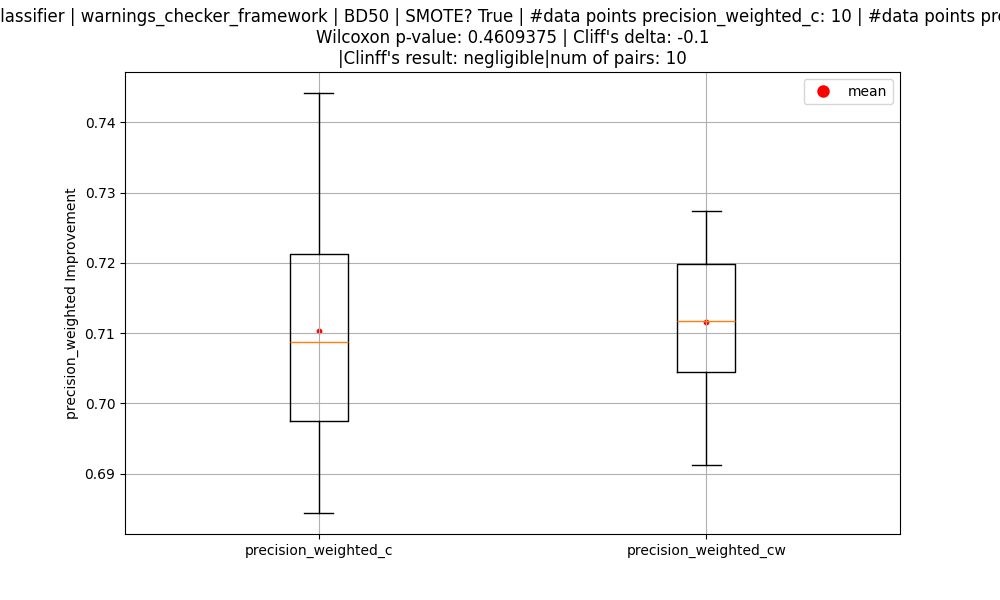 lassifier | warnings_checker_framework | BD50 | SMOTE? True | #data points precision_weighted_c: 10 | #data points pre
Wilcoxon p-value: 0.4609375 | Cliff's delta: -0.1
|Clinff's result: negligible|num of pairs: 10
mean
0.74
0.73
0.72
0.71
0.70
0.69
precision_weighted Improvement
precision_weighted_c
precision_weighted_cw